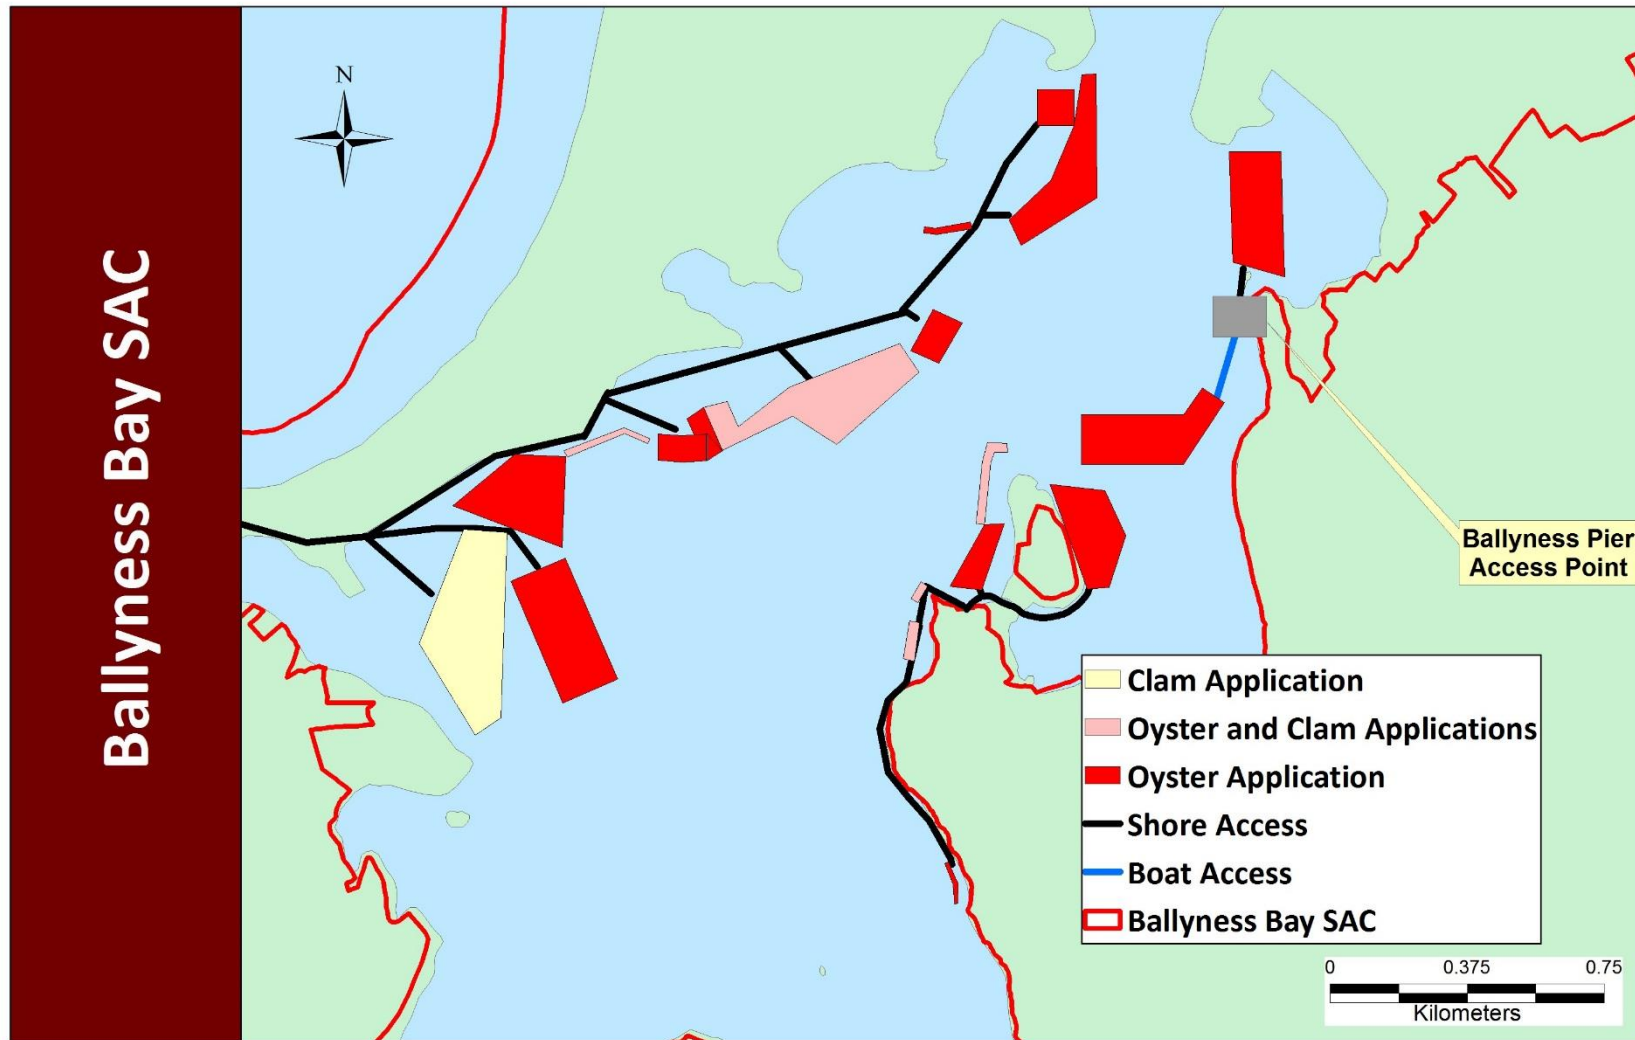 Ballyness Bay SAC
N
Ballyness Pier
Access Point
Clam Application
Oyster and Clam Applications
Oyster Application
Shore Access
Boat Access
Ballyness Bay SAC
0 0.375 0.75
Kilometers